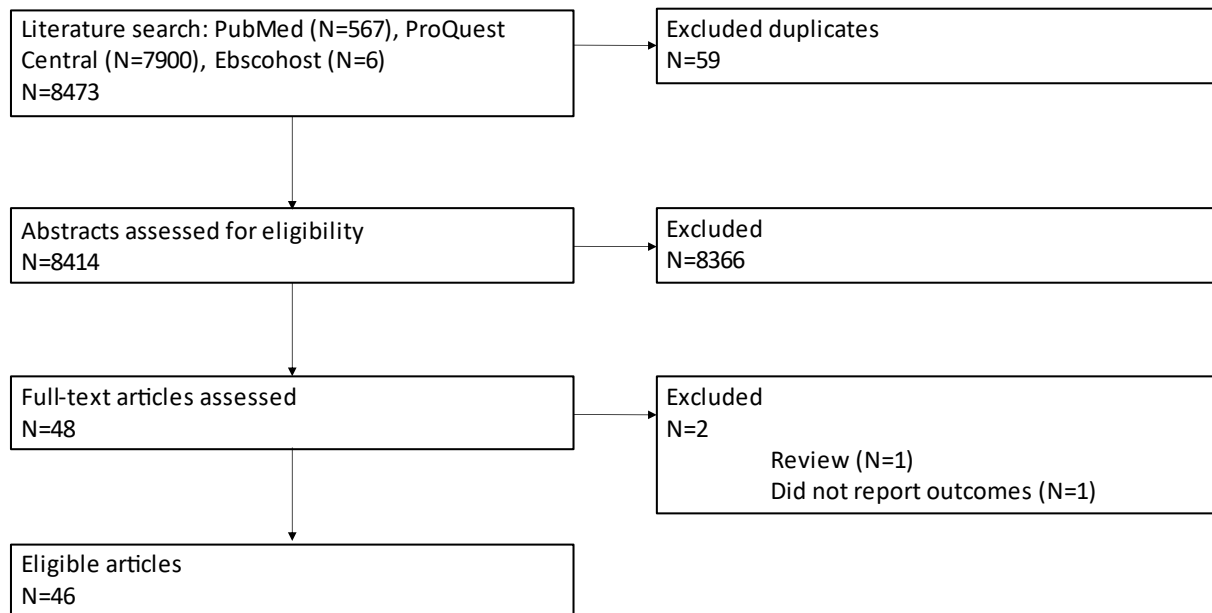 Literature search: PubMed (N=567), ProQuest
Central (N=7900), Ebscohost (N=6)
N=8473
Excluded duplicates
N=59
Abstracts assessed for eligibility
N=8414
Excluded
N=8366
Full-text articles assessed
N=48
Excluded
N=2
Review (N=1)
Did not report outcomes (N=1)
Eligible articles
N=46